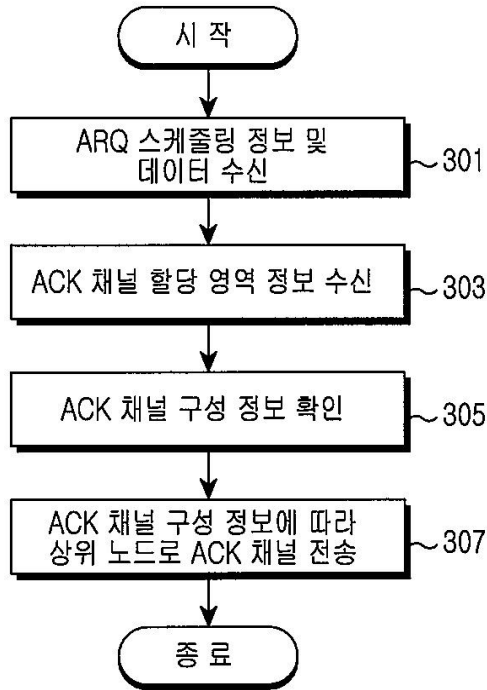 시 작
ARQ 스케줄링 정보 및
데이터 수신
301
ACK 채널 할당 영역 정보 수신
303
ACK 채널 구성 정보 확인
305
ACK 채널 구성 정보에 따라
상위 노드로 ACK 채널 전송
307
종 료